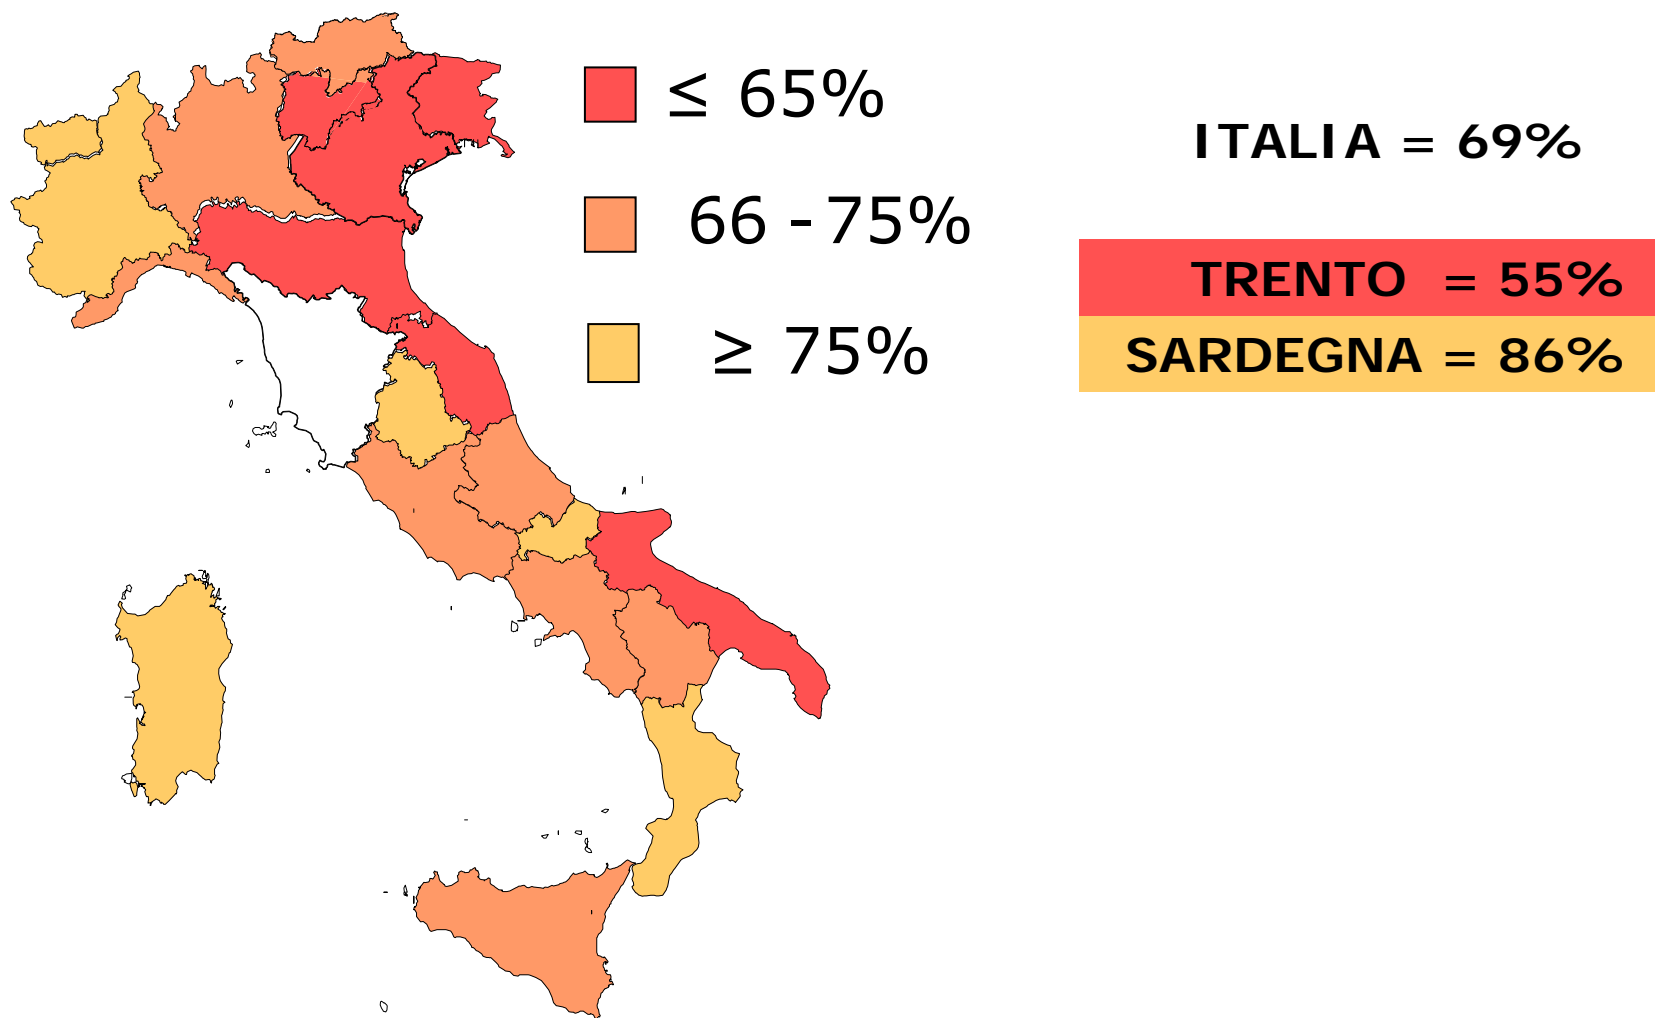 ≤ 65%
66 - 75%
≥ 75%
ITALIA = 69%
TRENTO = 55%
SARDEGNA = 86%